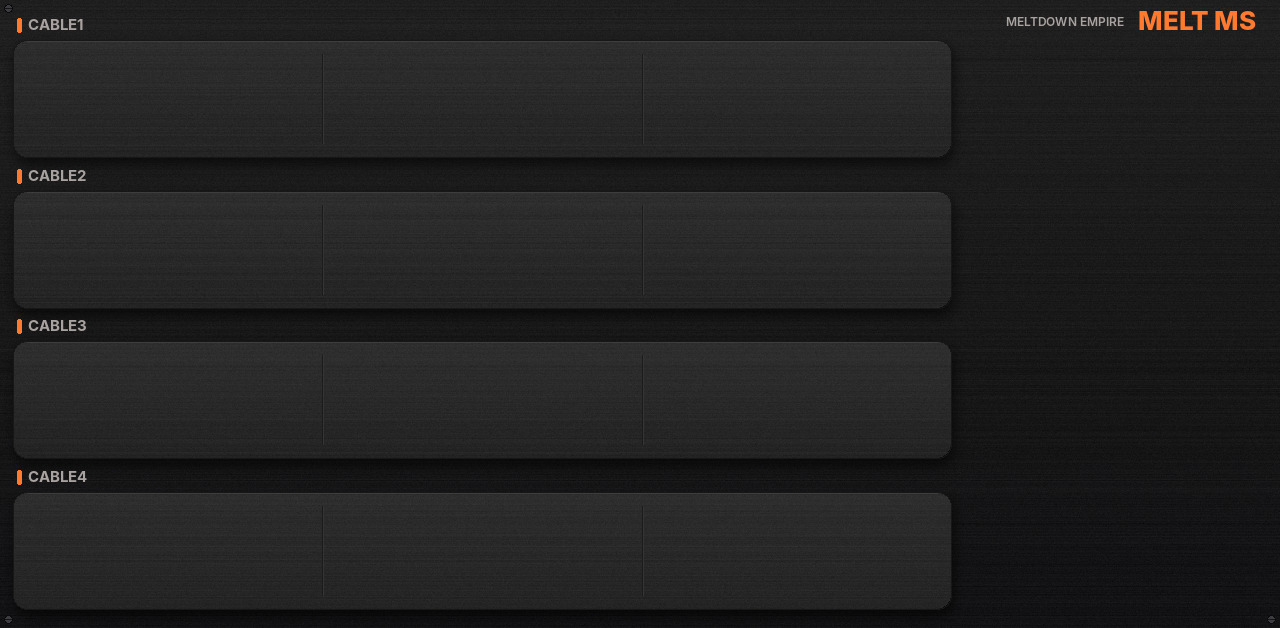 CABLE1
MELTDOWN EMPIRE MELT MS
CABLE2
CABLE3
CABLE4